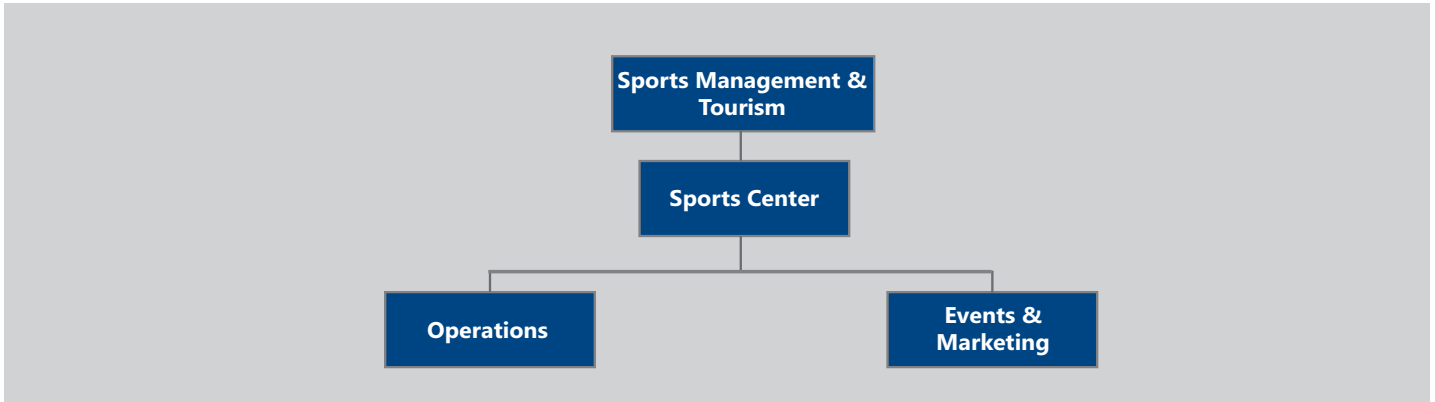 Sports Management &
Tourism
Sports Center
Operations
Events &
Marketing